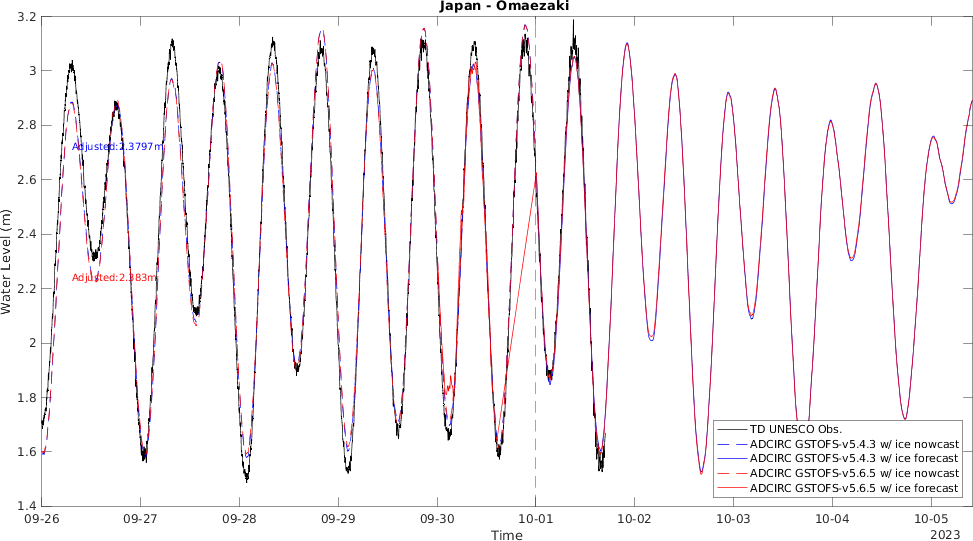 Japan - Omaezaki
3.2
3
2.8
2.6
2.4
2.2
2
1.8
1.6
1.4
Water Level (m)
Adjusted:2.3797m
Adjusted:2.383m
TD UNESCO Obs.
ADCIRC GSTOFS-v5.4.3 w/ ice nowcast
ADCIRC GSTOFS-v5.4.3 w/ ice forecast
ADCIRC GSTOFS-v5.6.5 w/ ice nowcast
ADCIRC GSTOFS-v5.6.5 w/ ice forecast
09-26 09-27 09-28 09-29 09-30 10-01 10-02 10-03 10-04 10-05
Time
2023